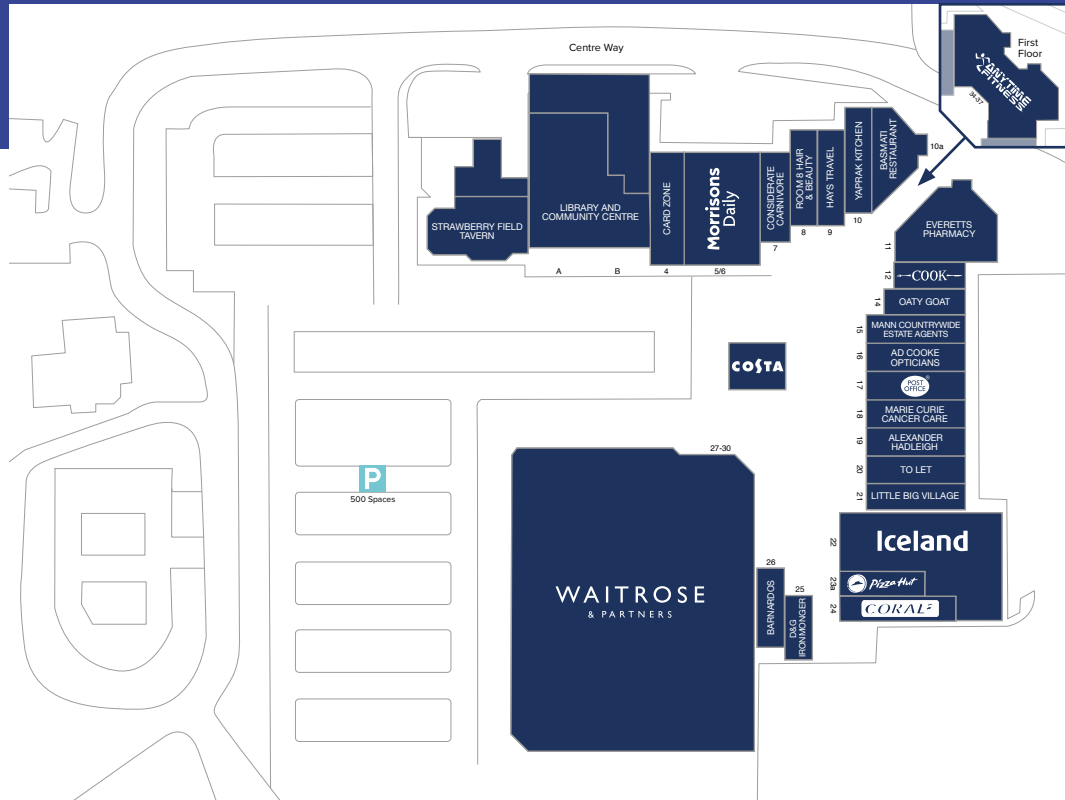 Centre Way
First
Floor
ANYTIME
FITNESS
34-37
STRAWBERRY FIELD
TAVERN
LIBRARY AND
COMMUNITY CENTRE
A
B
CARD ZONE
4
Morrisons
Daily
5/6
CONSIDERATE
CARNIVORE
7
ROOM 8 HAIR
& BEAUTY
8
HAYS TRAVEL
9
YAPRAK KITCHEN
10
BASMATI
RESTAURANT
10a
EVERETTS
PHARMACY
11
COOK
12
OATY GOAT
14
MANN COUNTRYWIDE
ESTATE AGENTS
15
AD COOKE
OPTICIANS
16
POST
OFFICE
17
MARIE CURIE
CANCER CARE
18
ALEXANDER
HADLEIGH
19
TO LET
20
LITTLE BIG VILLAGE
21
Iceland
22
Pizza Hut
23a
CORAL
24
COSTA
P
500 Spaces
27-30
WAITROSE
& PARTNERS
26
BARNARDOS
25
D&G
IRONMONGER